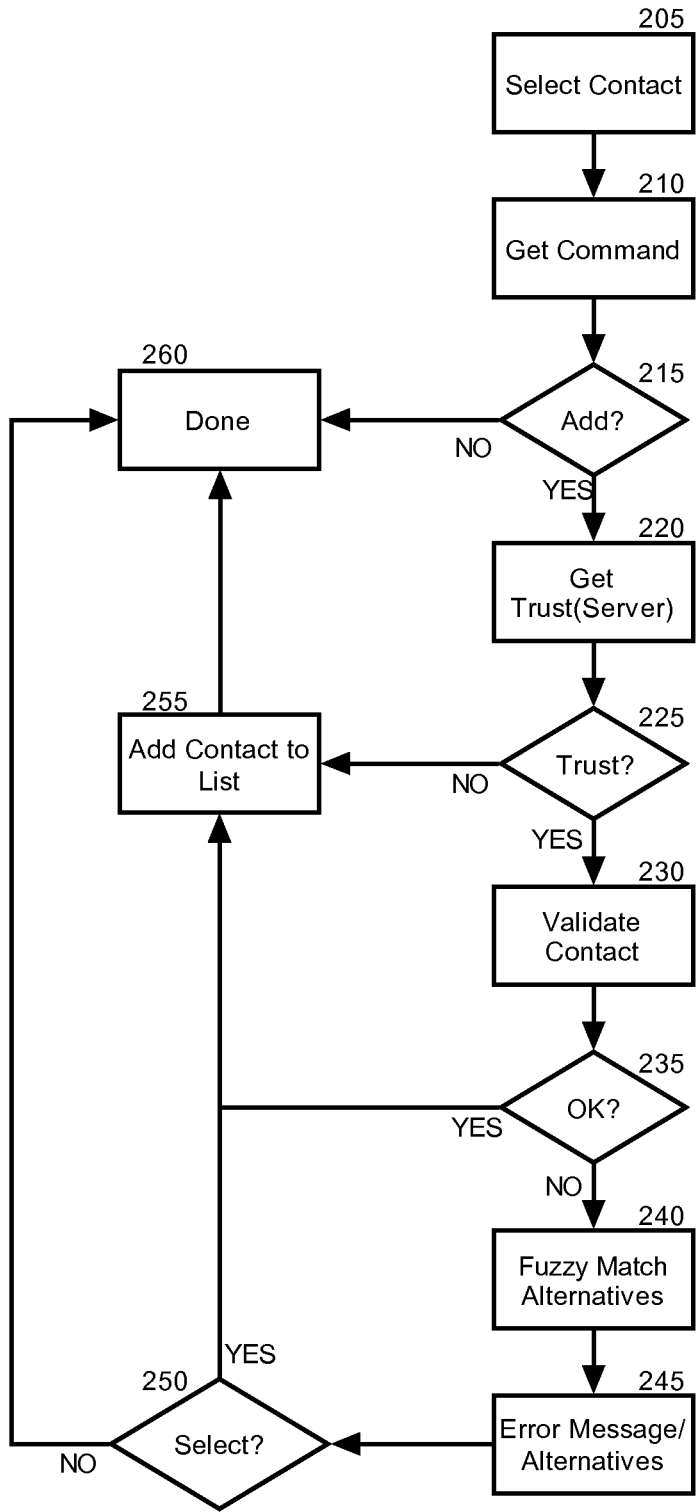 205
Select Contact
210
Get Command
215
Add?
NO
YES
260
Done
220
Get
Trust(Server)
225
Trust?
NO
YES
255
Add Contact to
List
230
Validate
Contact
235
OK?
YES
NO
240
Fuzzy Match
Alternatives
245
Error Message/
Alternatives
250
Select?
YES
NO